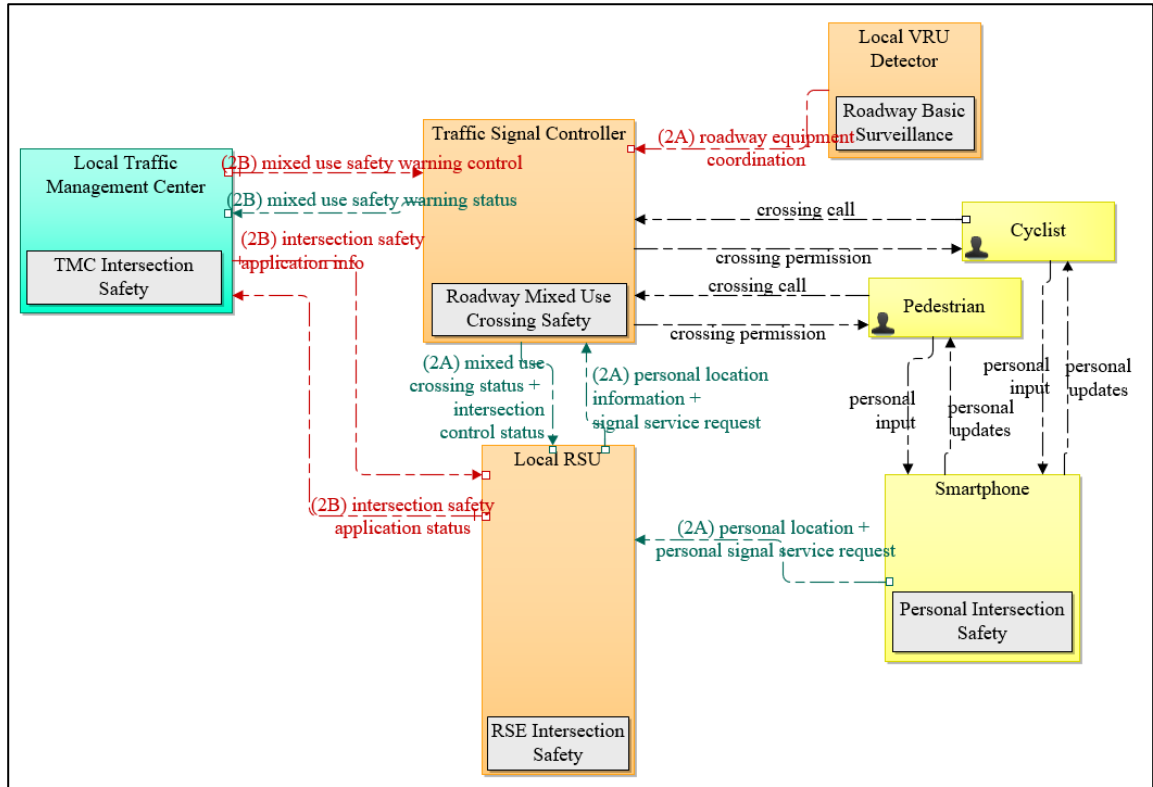 Local VRU
Detector
Roadway Basic
Surveillance
Traffic Signal Controller
(2A) roadway equipment
coordination
Local Traffic
Management Center
(2B) mixed use safety warning control
(2B) mixed use safety warning status
crossing call
Cyclist
crossing permission
(2B) intersection safety
application info
TMC Intersection
Safety
Roadway Mixed Use
Crossing Safety
crossing call
Pedestrian
crossing permission
(2A) mixed use
crossing status +
intersection
control status
(2A) personal location
information +
signal service request
personal
input
personal
updates
personal
input
personal
updates
Local RSU
Smartphone
(2B) intersection safety
application status
(2A) personal location +
personal signal service request
Personal Intersection
Safety
RSE Intersection
Safety